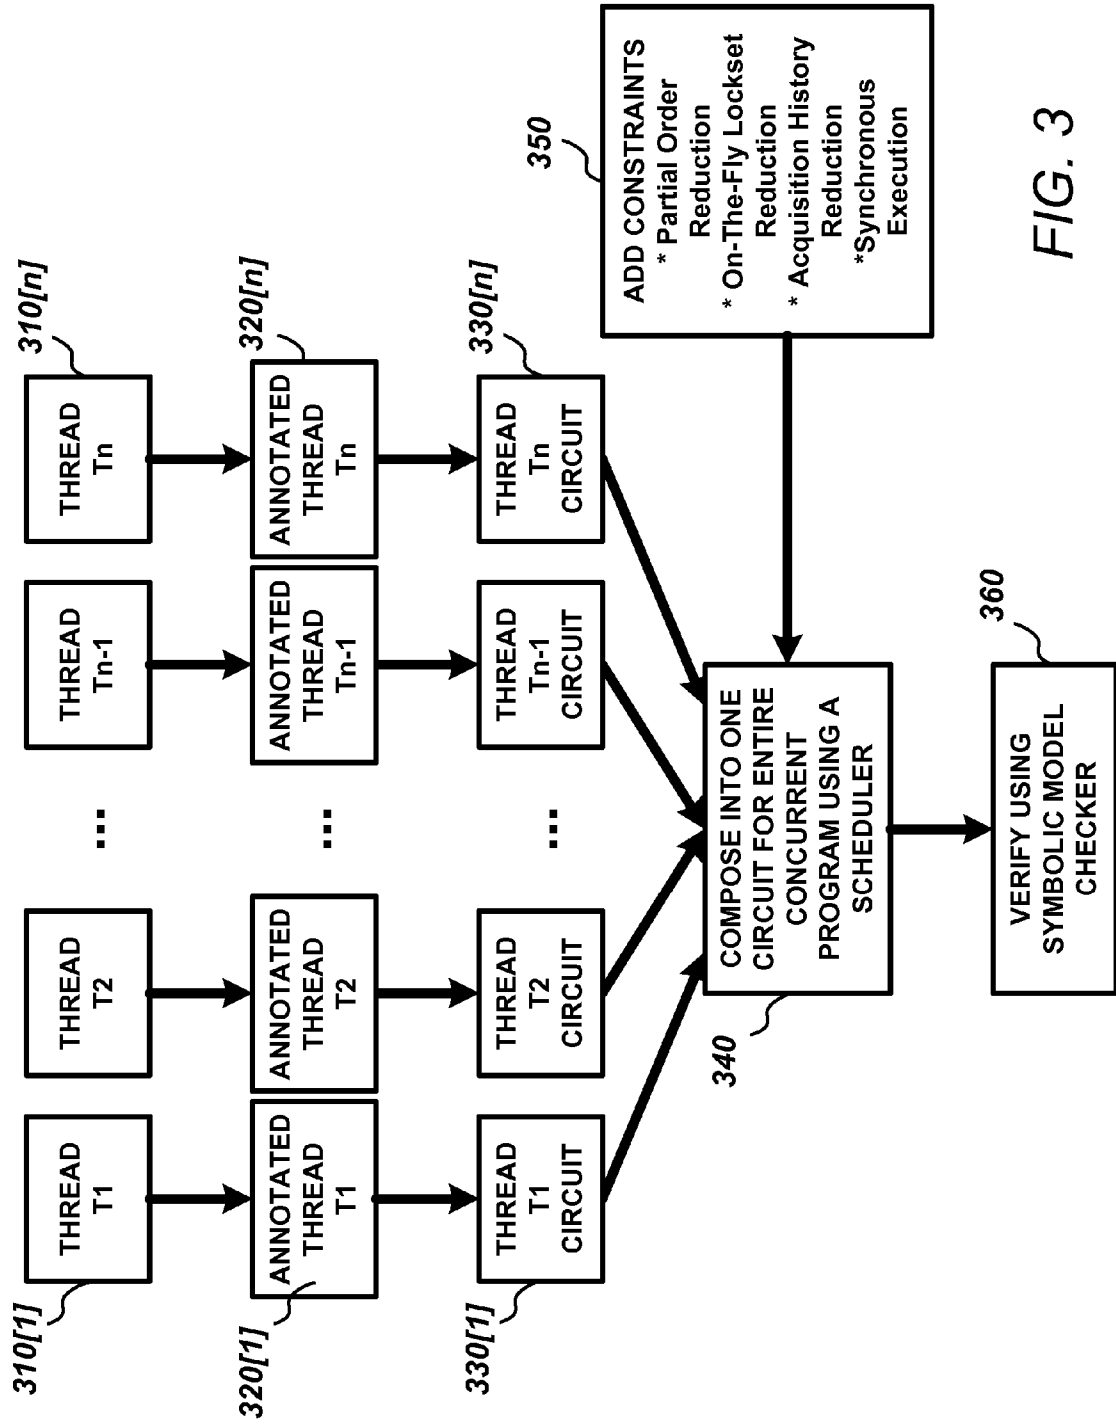 310[1]
THREAD
T1
THREAD
T2
...
THREAD
Tn-1
THREAD
Tn
310[n]
320[1]
ANNOTATED
THREAD
T1
ANNOTATED
THREAD
T2
...
ANNOTATED
THREAD
Tn-1
ANNOTATED
THREAD
Tn
320[n]
330[1]
THREAD
T1
CIRCUIT
THREAD
T2
CIRCUIT
...
THREAD
Tn-1
CIRCUIT
THREAD
Tn
CIRCUIT
330[n]
340
COMPOSE INTO ONE
CIRCUIT FOR ENTIRE
CONCURRENT
PROGRAM USING A
SCHEDULER
350
ADD CONSTRAINTS
* Partial Order
Reduction
* On-The-Fly Lockset
Reduction
* Acquisition History
Reduction
*Synchronous
Execution
360
VERIFY USING
SYMBOLIC MODEL
CHECKER
FIG. 3